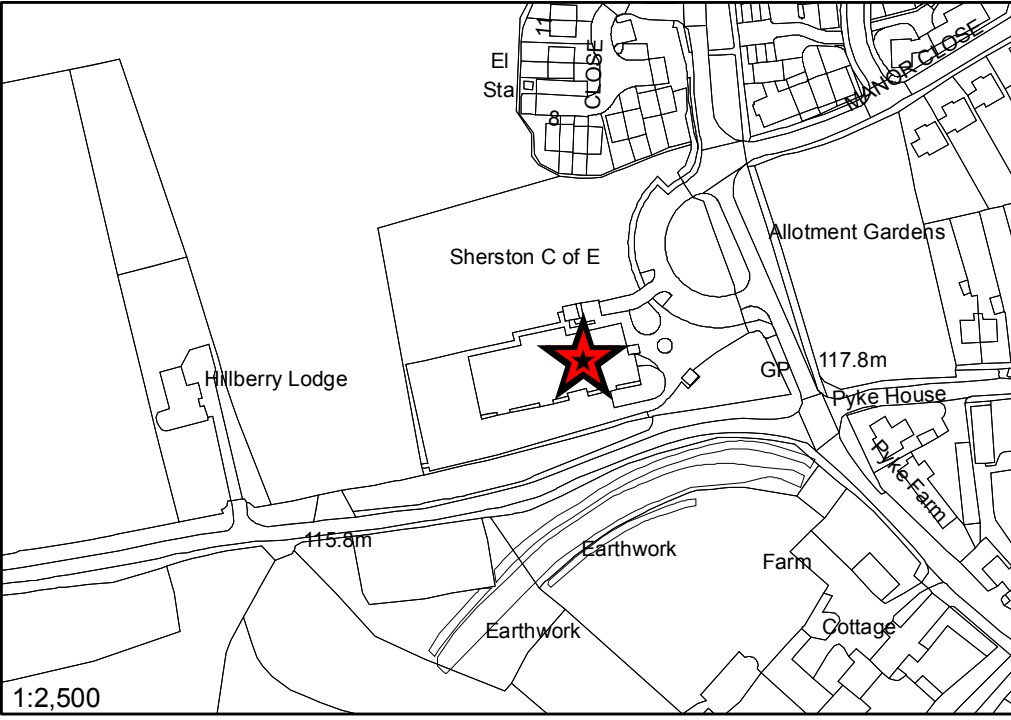 11
El
Sta
CLOSE
8
MANOR CLOSE
Sherston C of E
Allotment Gardens
Hillberry Lodge
GP
117.8m
Pyke House
Pyke Farm
115.8m
Earthwork
Farm
Earthwork
Cottage
1:2,500